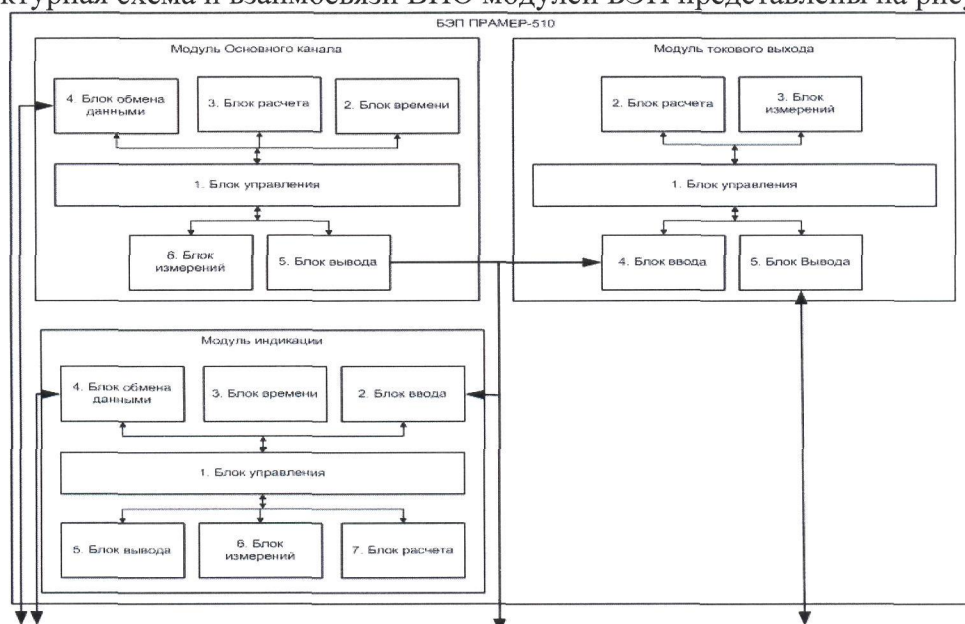 структурная схема и взаимосвязи ВПО модулей БЭП представлены на рису
БЭП ПРАМЕР-510
Модуль Основного канала
4. Блок обмена
данными
3. Блок расчета
2. Блок времени
1. Блок управления
6. Блок
измерений
5. Блок вывода
Модуль токового выхода
2. Блок расчета
3. Блок
измерений
1. Блок управления
4. Блок ввода
5. Блок Вывода
Модуль индикации
4. Блок обмена
данными
3. Блок времени
2. Блок ввода
1. Блок управления
5. Блок вывода
6. Блок
измерений
7. Блок расчета